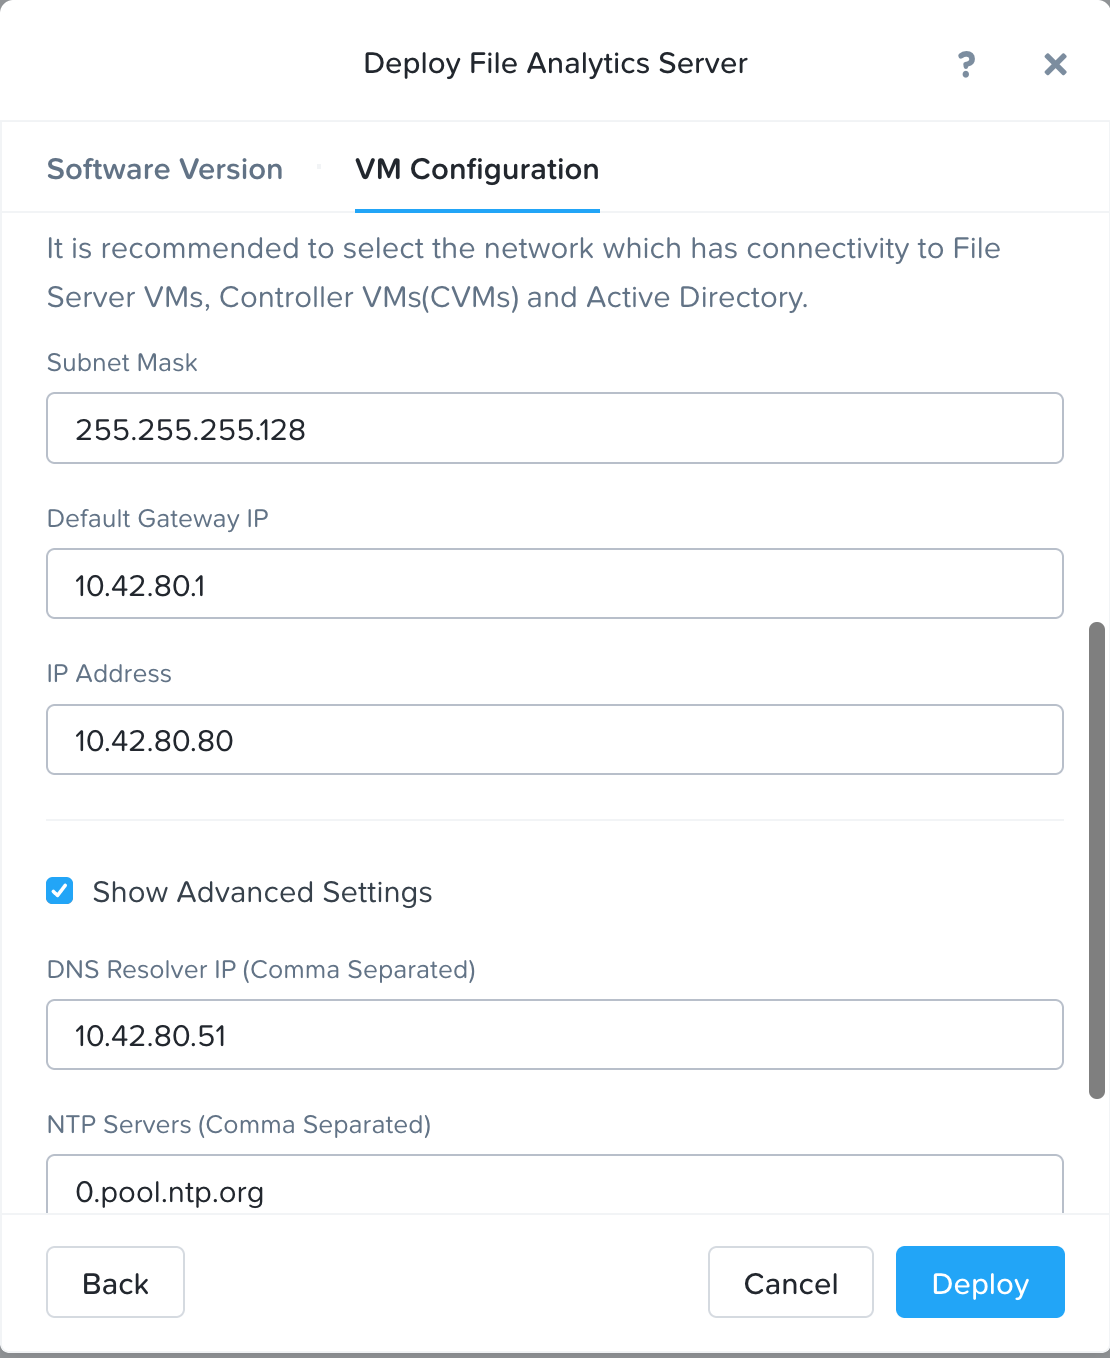 Deploy File Analytics Server
?
Software Version
VM Configuration
It is recommended to select the network which has connectivity to File
Server VMs, Controller VMs(CVMs) and Active Directory.
Subnet Mask
255.255.255.128
Default Gateway IP
10.42.80.1
IP Address
10.42.80.80
Show Advanced Settings
DNS Resolver IP (Comma Separated)
10.42.80.51
NTP Servers (Comma Separated)
0.pool.ntp.org
Back
Cancel
Deploy